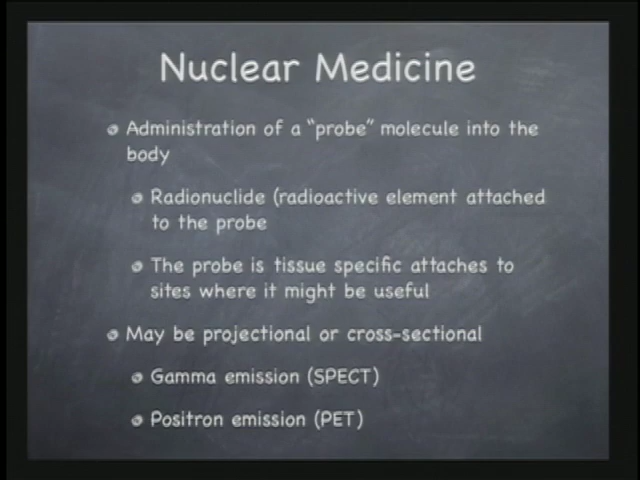 Nuclear Medicine
Administration of a "probe" molecule into the
body
Radionuclide (radioactive element attached
to the probe
The probe is tissue specific attaches to
sites where it might be useful
May be projectional or cross-sectional
Gamma emission (SPECT)
Positron emission (PET)